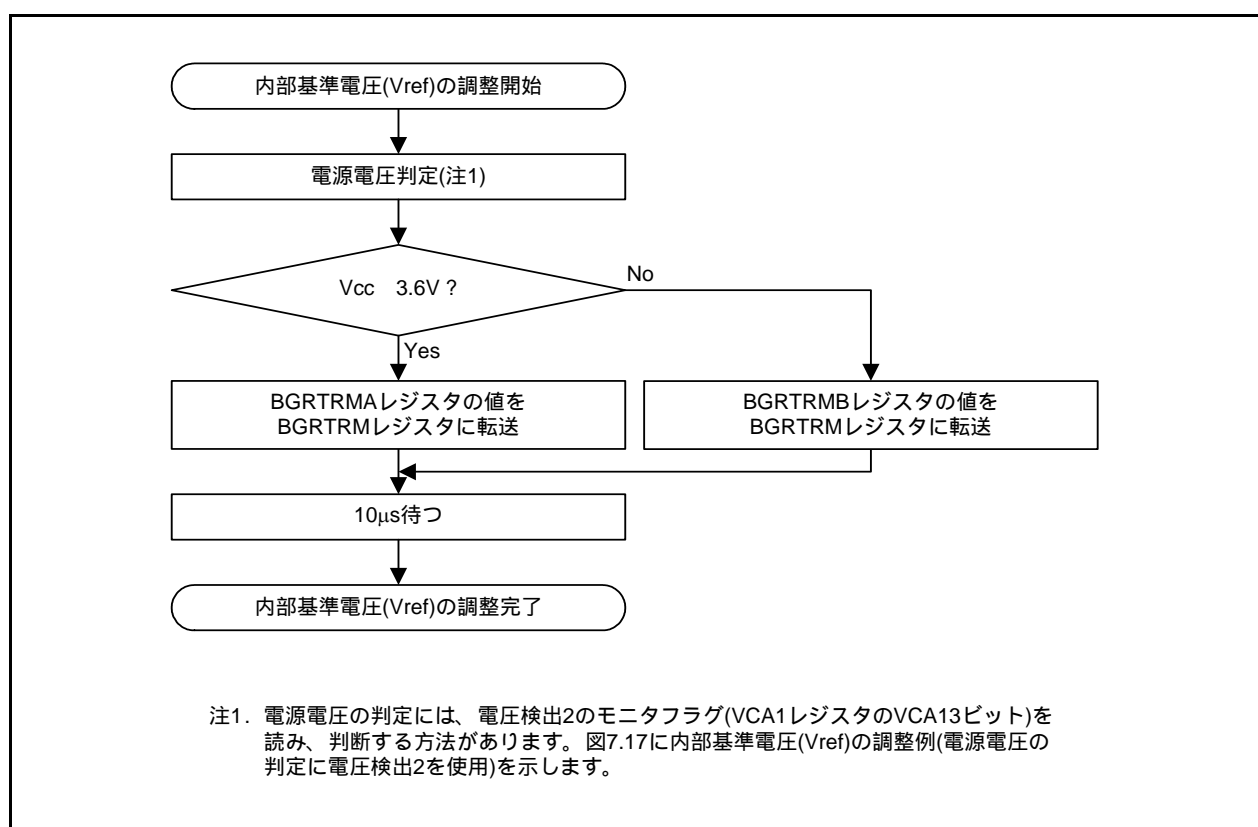 内部基準電圧(Vref)の調整開始
電源電圧判定(注1)
Vcc 3.6V ?
No
Yes
BGRTRMAレジスタの値を
BGRTRMレジスタに転送
BGRTRMBレジスタの値を
BGRTRMレジスタに転送
10μs待つ
内部基準電圧(Vref)の調整完了
注1. 電源電圧の判定には、電圧検出2のモニタフラグ(VCA1レジスタのVCA13ビット)を
読み、判断する方法があります。図7.17に内部基準電圧(Vref)の調整例(電源電圧の
判定に電圧検出2を使用)を示します。